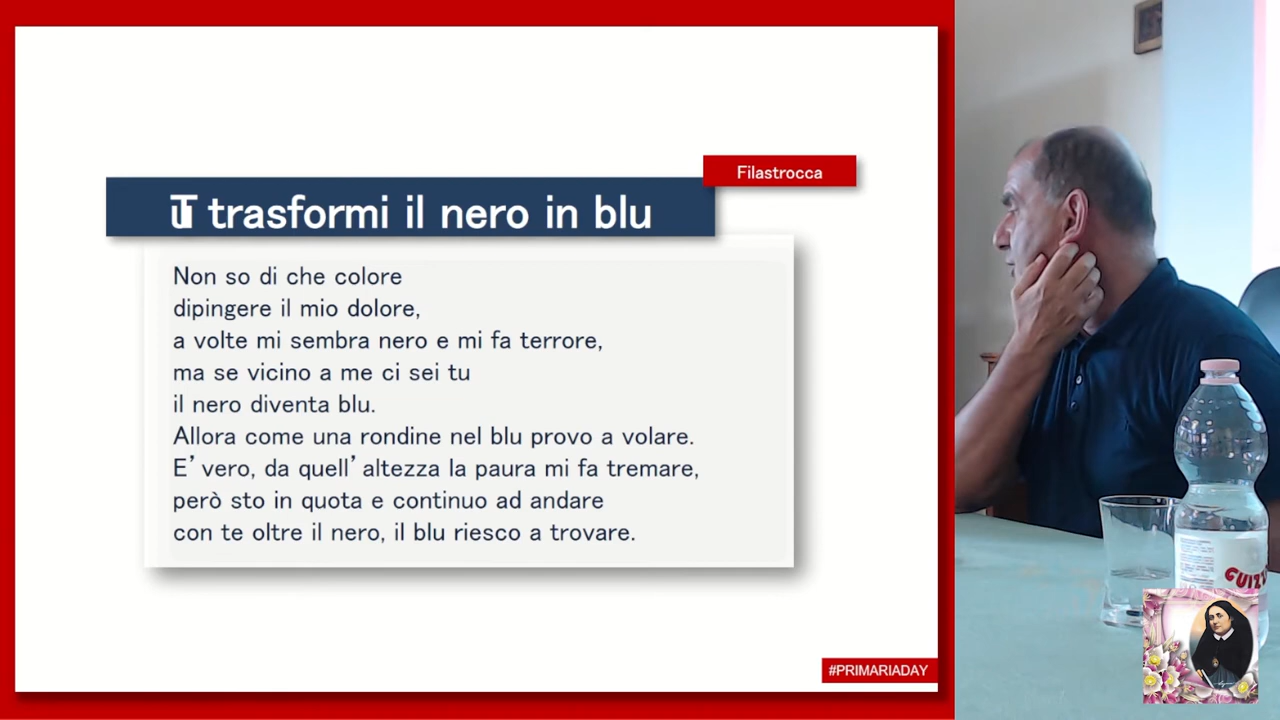 Filastrocca
Tu trasformi il nero in blu
Non so di che colore
dipingere il mio dolore,
a volte mi sembra nero e mi fa terrore,
ma se vicino a me ci sei tu
il nero diventa blu.
Allora come una rondine nel blu provo a volare.
E’ vero, da quell’altezza la paura mi fa tremare,
però sto in quota e continuo ad andare
con te oltre il nero, il blu riesco a trovare.
#PRIMARIADAY